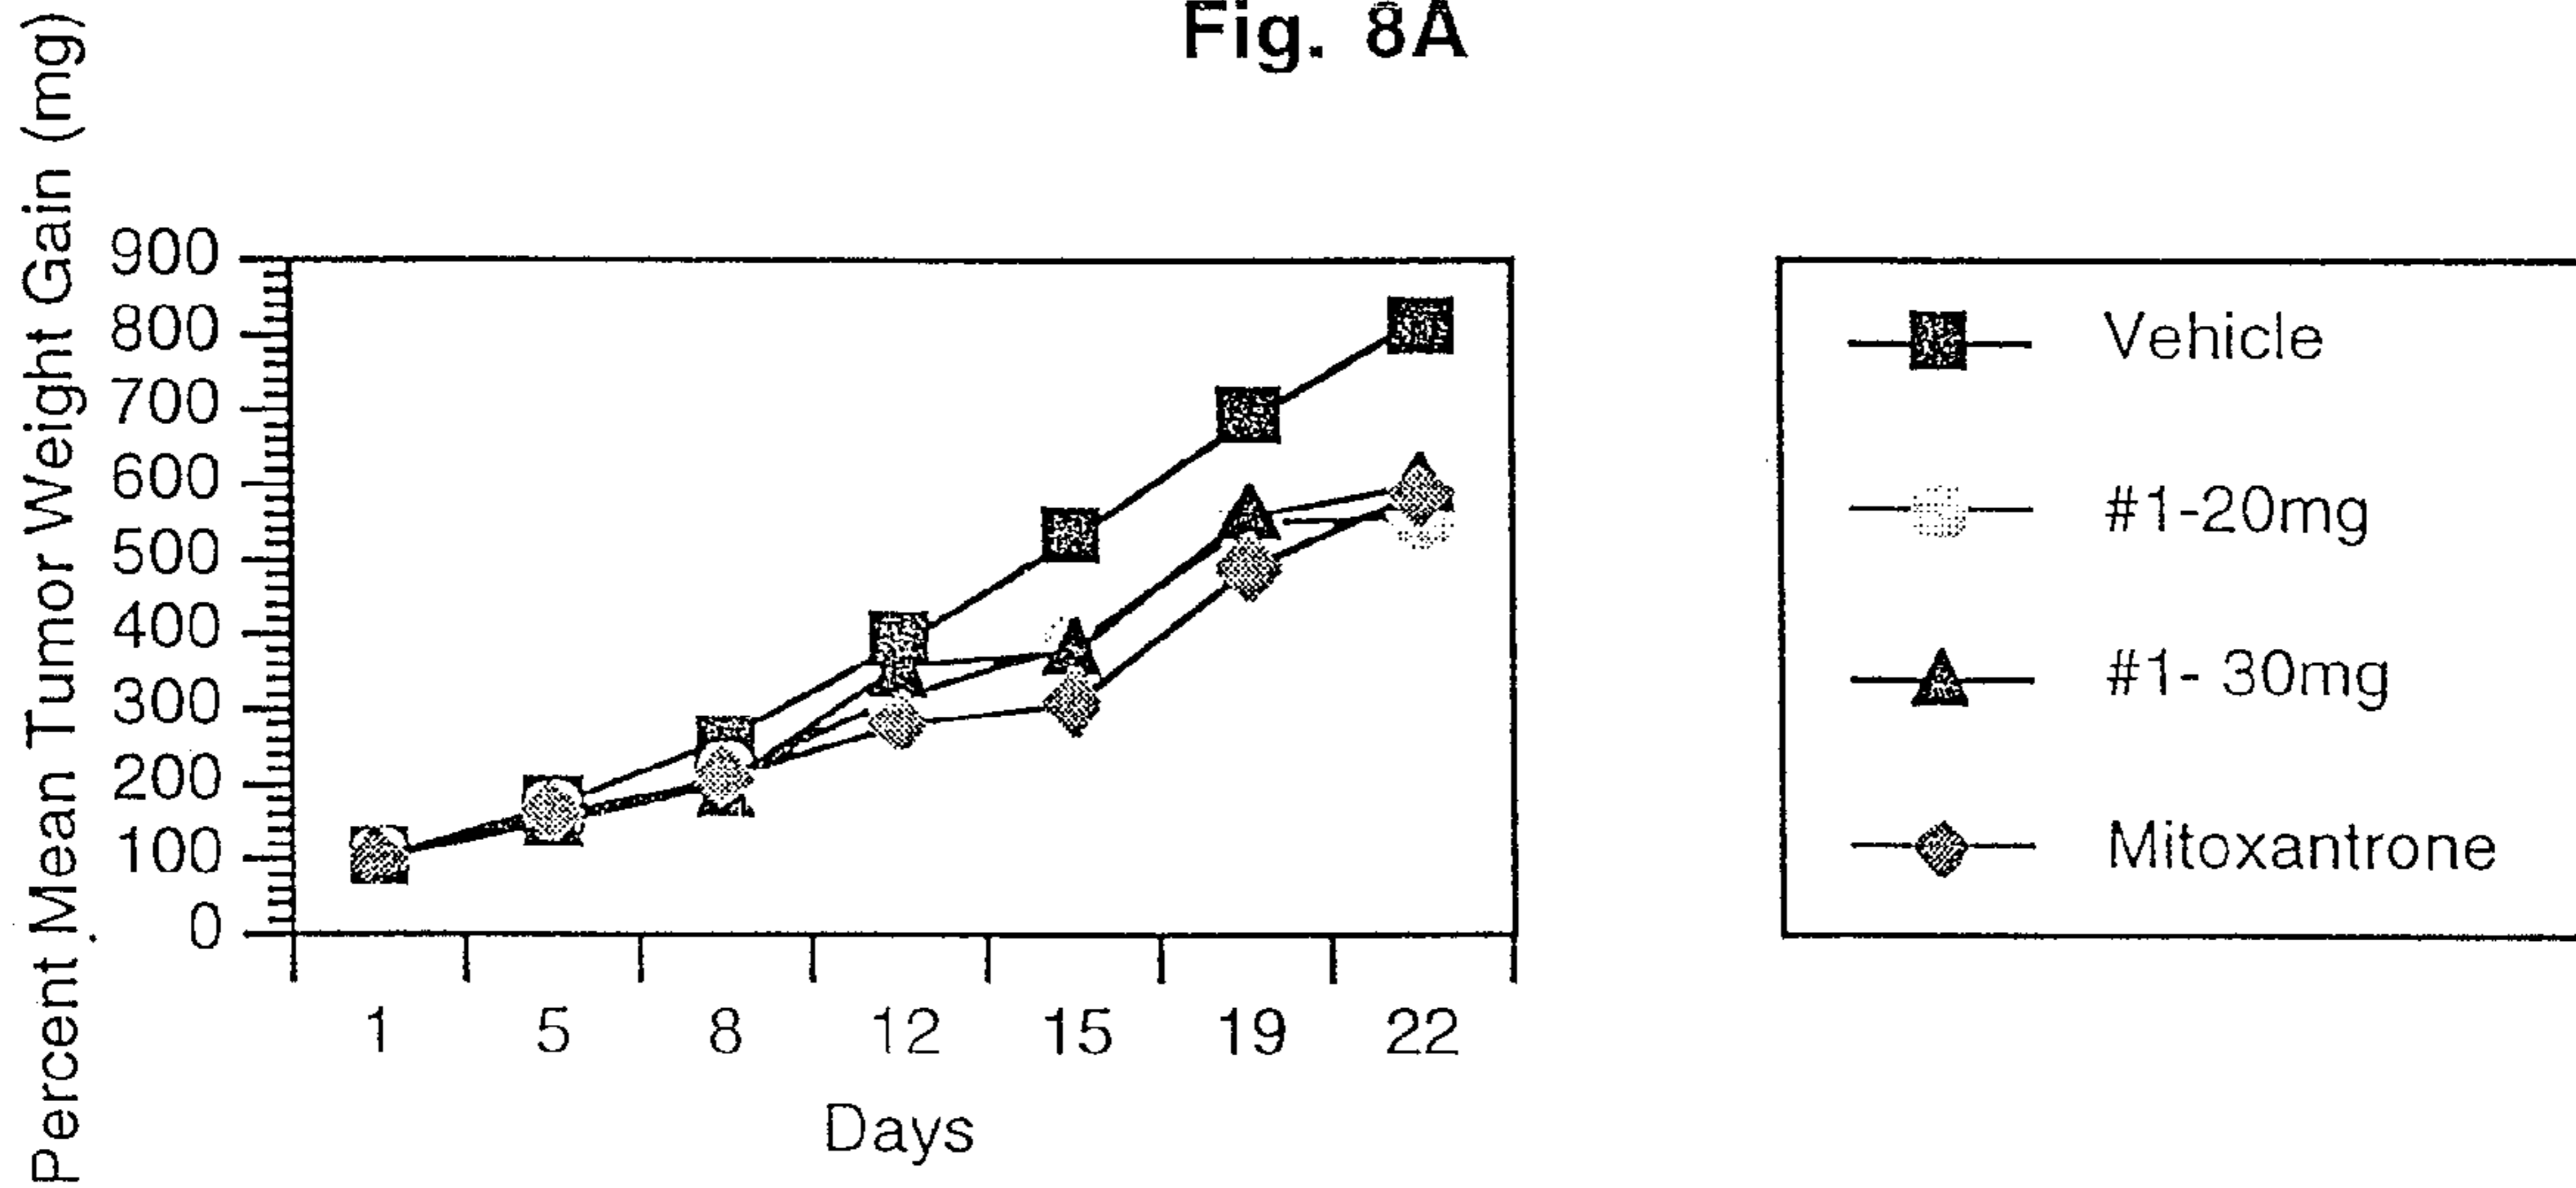 Fig. 8A
Percent Mean Tumor Weight Gain (mg)
900
800
700
600
500
400
300
200
100
0
1 5 8 12 15 19 22
Days
Vehicle
#1-20mg
#1- 30mg
Mitoxantrone